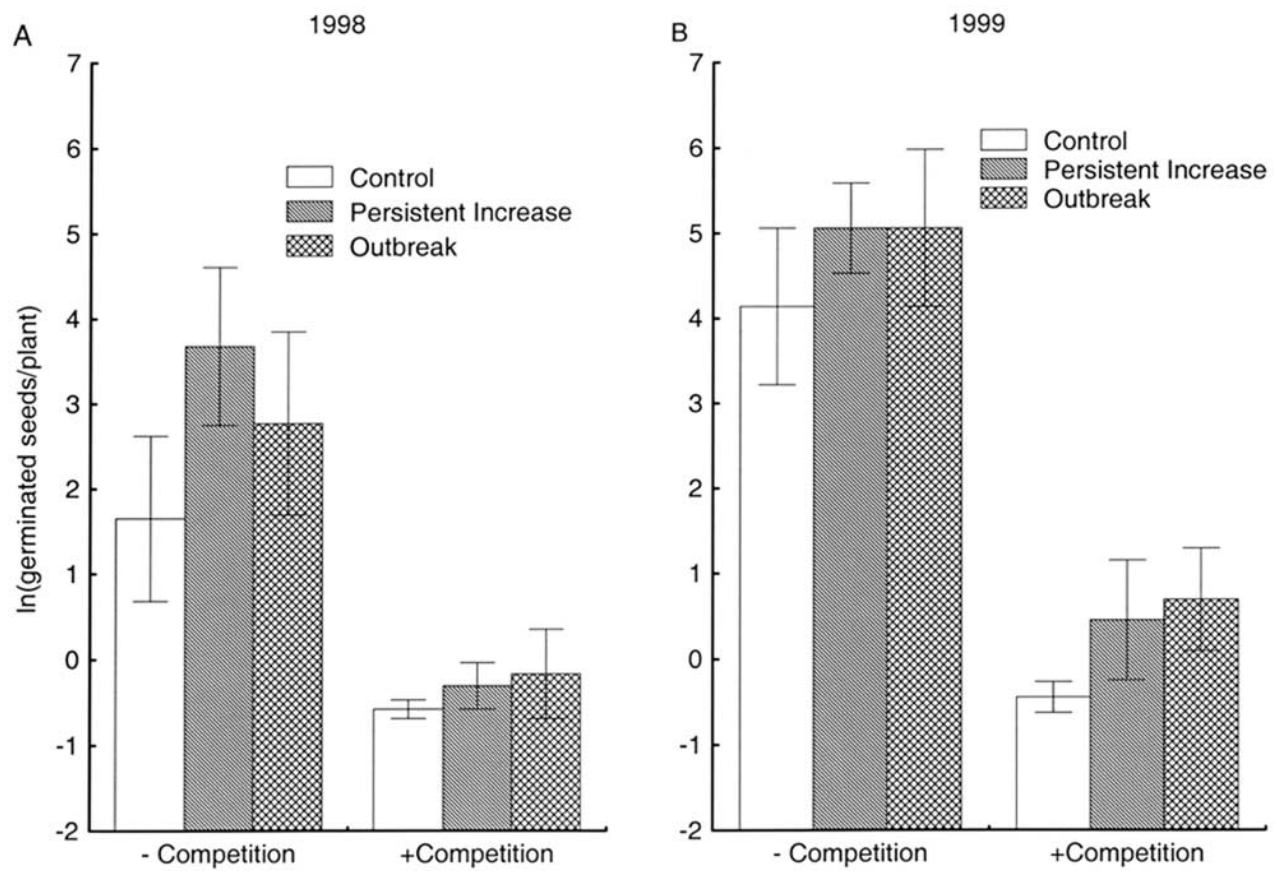 A
1998
7
6
5
4
3
2
1
0
-1
-2
ln(germinated seeds/plant)
Control
Persistent Increase
Outbreak
- Competition
+Competition
B
1999
7
6
5
4
3
2
1
0
-1
-2
Control
Persistent Increase
Outbreak
- Competition
+Competition